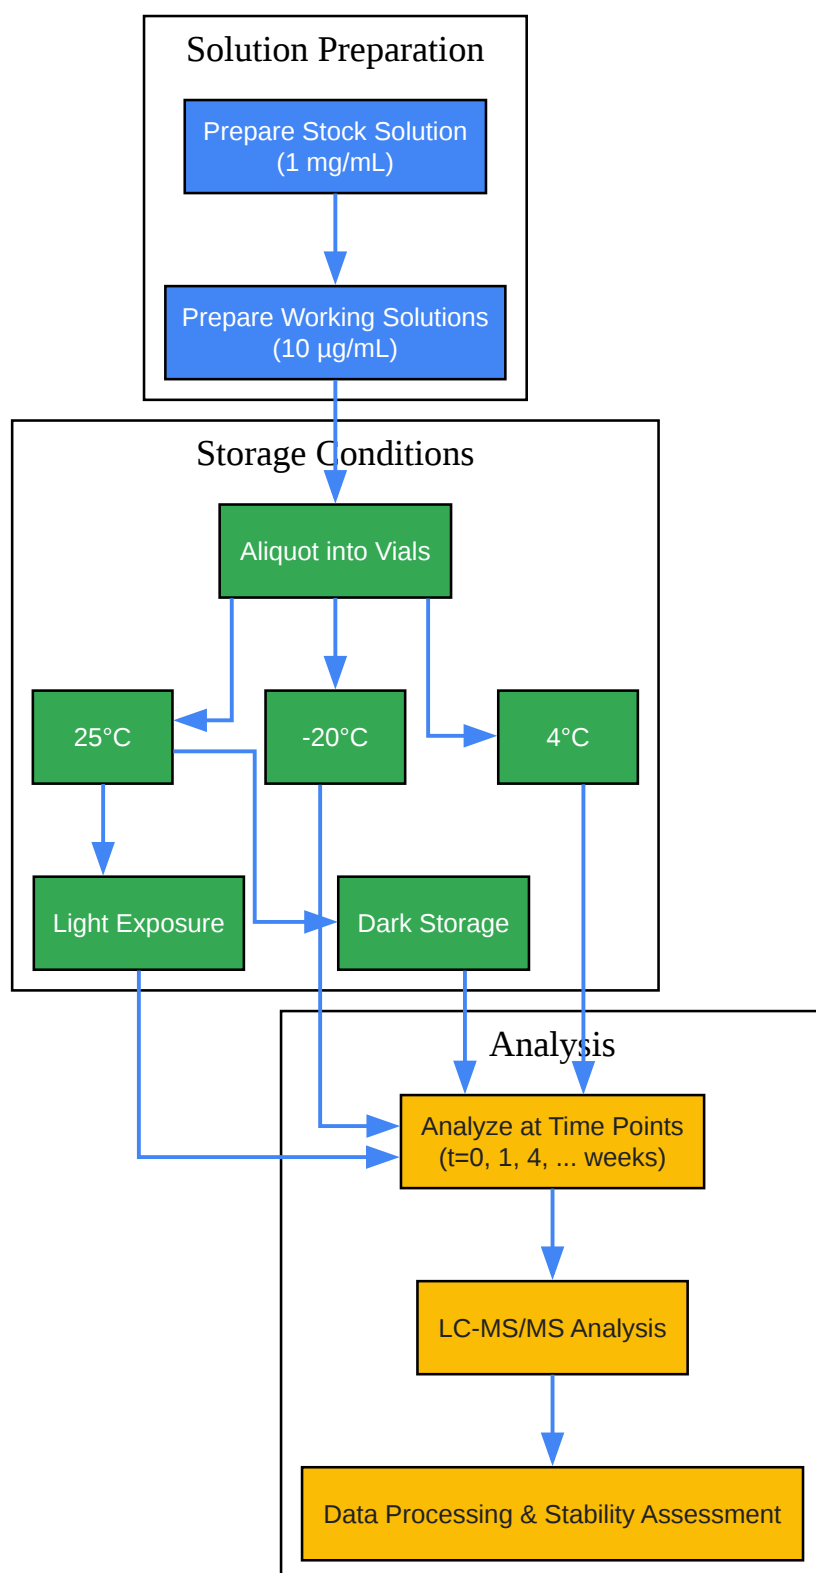 Solution Preparation
Prepare Stock Solution
(1 mg/mL)
Prepare Working Solutions
(10 µg/mL)
Storage Conditions
Aliquot into Vials
25°C
-20°C
4°C
Light Exposure
Dark Storage
Analysis
Analyze at Time Points
(t=0, 1, 4, ... weeks)
LC-MS/MS Analysis
Data Processing & Stability Assessment